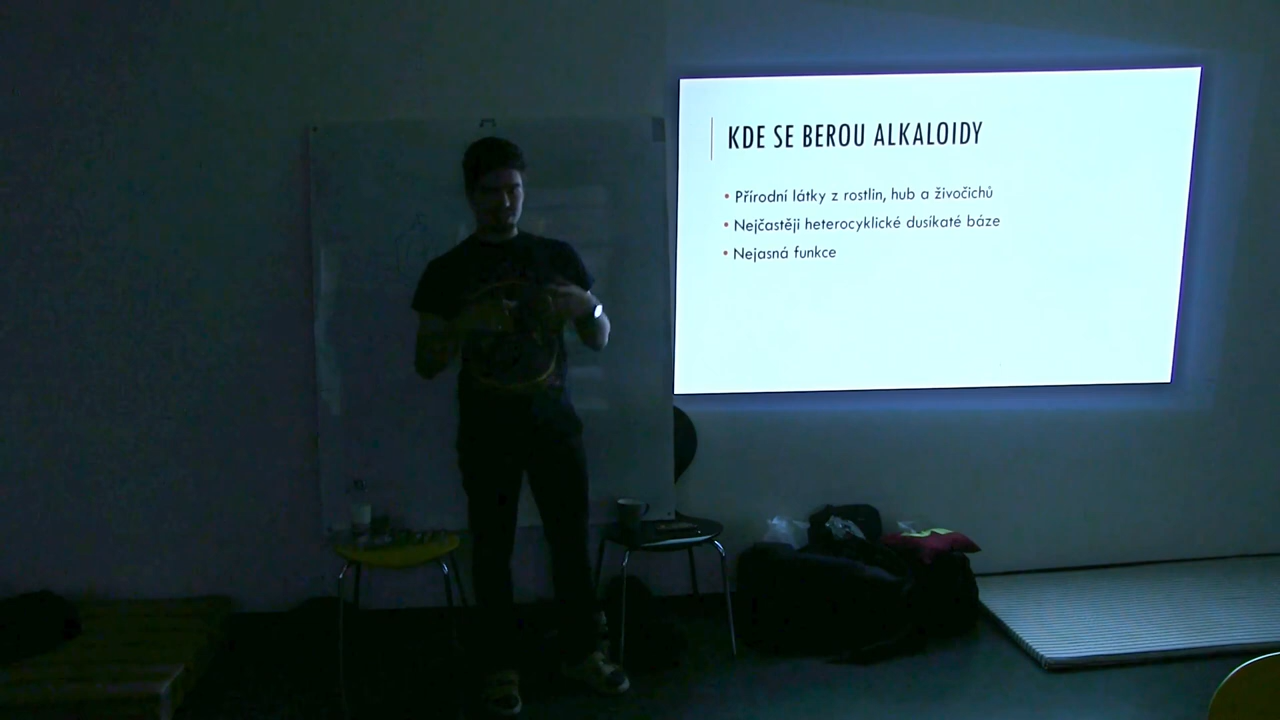 KDE SE BEROU ALKALOIDY
• Přírodní látky z rostlin, hub a živočichů
• Nejčastěji heterocyklické dusíkaté báze
• Nejasná funkce